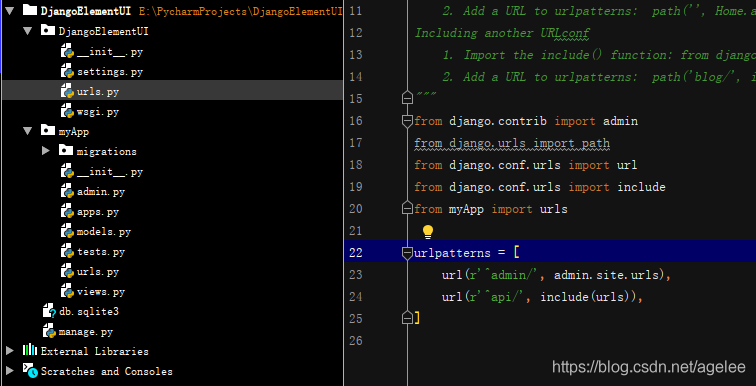 DjangoElementUI E:\PycharmProjects\DjangoElementUI
DjangoElementUI
__init__.py
settings.py
urls.py
wsgi.py
myApp
migrations
__init__.py
admin.py
apps.py
models.py
tests.py
urls.py
views.py
db.sqlite3
manage.py
External Libraries
Scratches and Consoles
11 2. Add a URL to urlpatterns: path('', Home.a
12 Including another URLconf
13 1. Import the include() function: from django
14 2. Add a URL to urlpatterns: path('blog/', i
15 """
16 from django.contrib import admin
17 from django.urls import path
18 from django.conf.urls import url
19 from django.conf.urls import include
20 from myApp import urls
21
22 urlpatterns = [
23 url(r'^admin/', admin.site.urls),
24 url(r'^api/', include(urls)),
25 ]
26
https://blog.csdn.net/agelee